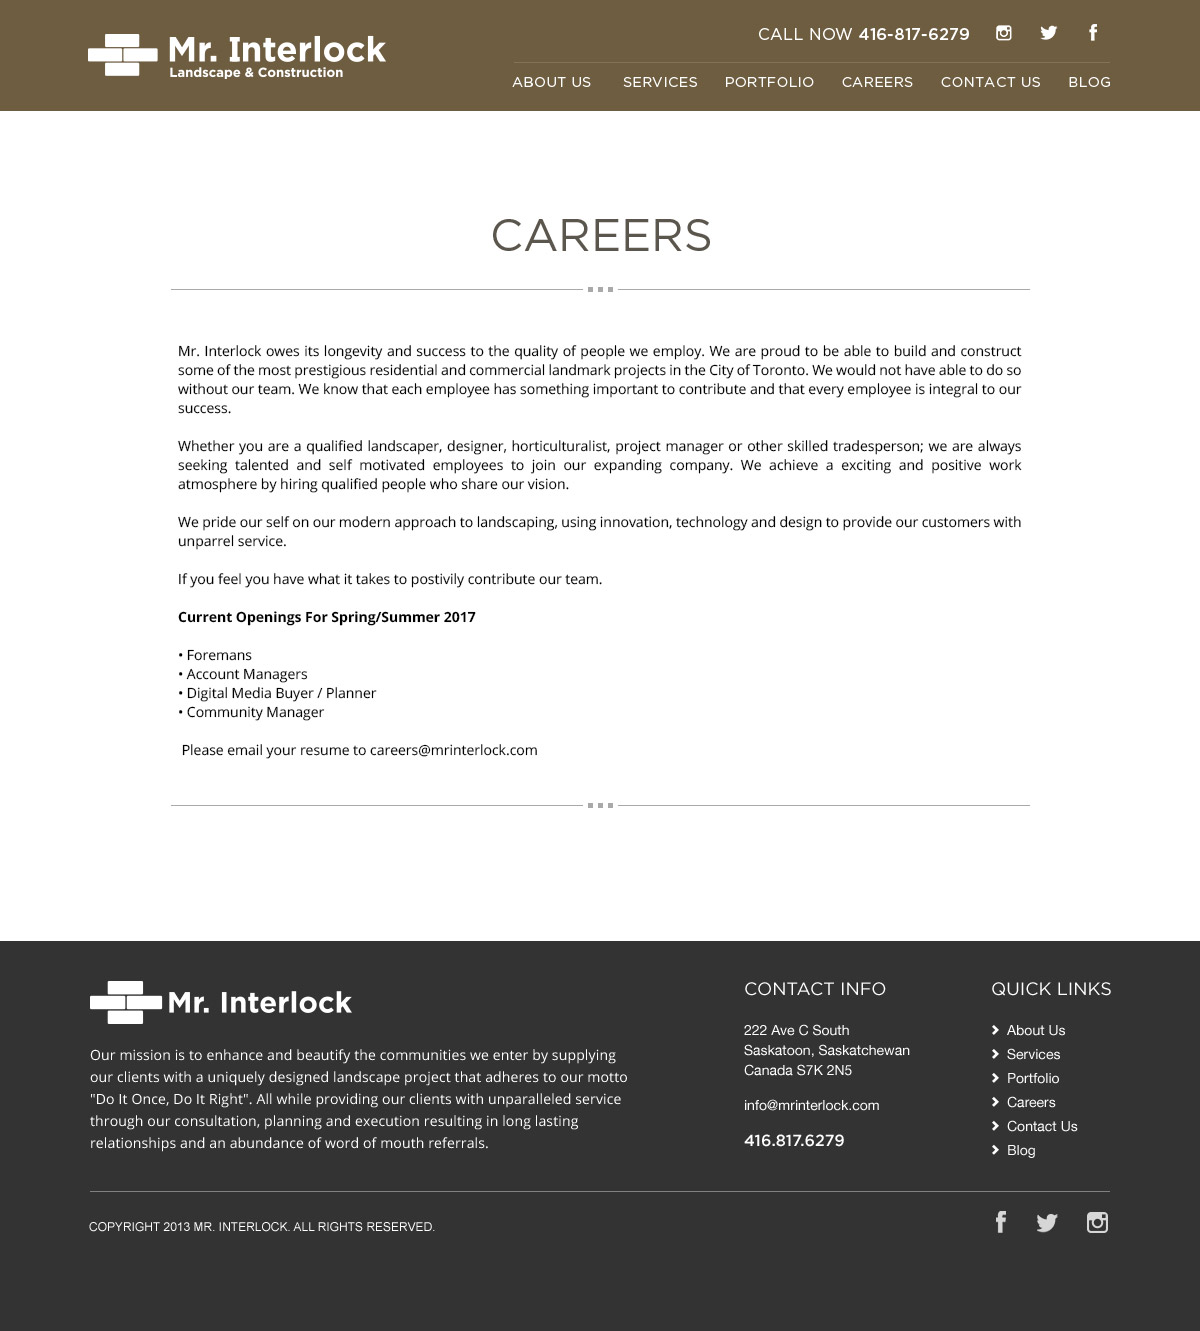 Mr. Interlock
Landscape & Construction
CALL NOW 416-817-6279
ABOUT US SERVICES PORTFOLIO CAREERS CONTACT US BLOG
CAREERS
Mr. Interlock owes its longevity and success to the quality of people we employ. We are proud to be able to build and construct
some of the most prestigious residential and commercial landmark projects in the City of Toronto. We would not have able to do so
without our team. We know that each employee has something important to contribute and that every employee is integral to our
success.
Whether you are a qualified landscaper, designer, horticulturalist, project manager or other skilled tradesperson; we are always
seeking talented and self motivated employees to join our expanding company. We achieve a exciting and positive work
atmosphere by hiring qualified people who share our vision.
We pride our self on our modern approach to landscaping, using innovation, technology and design to provide our customers with
unparrel service.
If you feel you have what it takes to postivily contribute our team.
Current Openings For Spring/Summer 2017
• Foremans
• Account Managers
• Digital Media Buyer / Planner
• Community Manager
Please email your resume to careers@mrinterlock.com
Mr. Interlock
Our mission is to enhance and beautify the communities we enter by supplying
our clients with a uniquely designed landscape project that adheres to our motto
"Do It Once, Do It Right". All while providing our clients with unparalleled service
through our consultation, planning and execution resulting in long lasting
relationships and an abundance of word of mouth referrals.
CONTACT INFO
222 Ave C South
Saskatoon, Saskatchewan
Canada S7K 2N5
info@mrinterlock.com
416.817.6279
QUICK LINKS
About Us
Services
Portfolio
Careers
Contact Us
Blog
COPYRIGHT 2013 MR. INTERLOCK. ALL RIGHTS RESERVED.